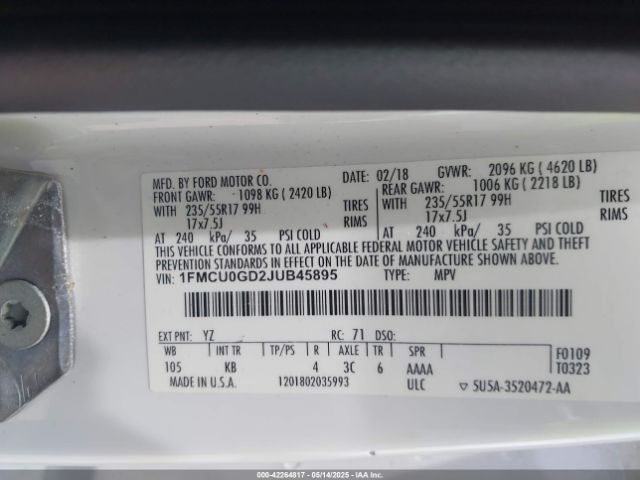 MFD. BY FORD MOTOR CO.
DATE: 02/18 GVWR: 2096 KG ( 4620 LB)
FRONT GAWR: 1098 KG ( 2420 LB) REAR GAWR: 1006 KG ( 2218 LB)
WITH 235/55R17 99H TIRES WITH 235/55R17 99H TIRES
17x7.5J RIMS 17x7.5J RIMS
AT 240 kPa/ 35 PSI COLD AT 240 kPa/ 35 PSI COLD
THIS VEHICLE CONFORMS TO ALL APPLICABLE FEDERAL MOTOR VEHICLE SAFETY AND THEFT
PREVENTION STANDARDS IN EFFECT ON THE DATE OF MANUFACTURE SHOWN ABOVE.
VIN: 1FMCU0GD2JUB45895 TYPE: MPV
EXT PNT: YZ RC: 71 DSO:
WB INT TR TP/PS R AXLE TR SPR F0109
105 KB 4 3C 6 AAAA T0323
MADE IN U.S.A. 1201802035993 ULC ▽ 5U5A-3520472-AA
000-42264817 - 05/14/2025 - COPART, IAA